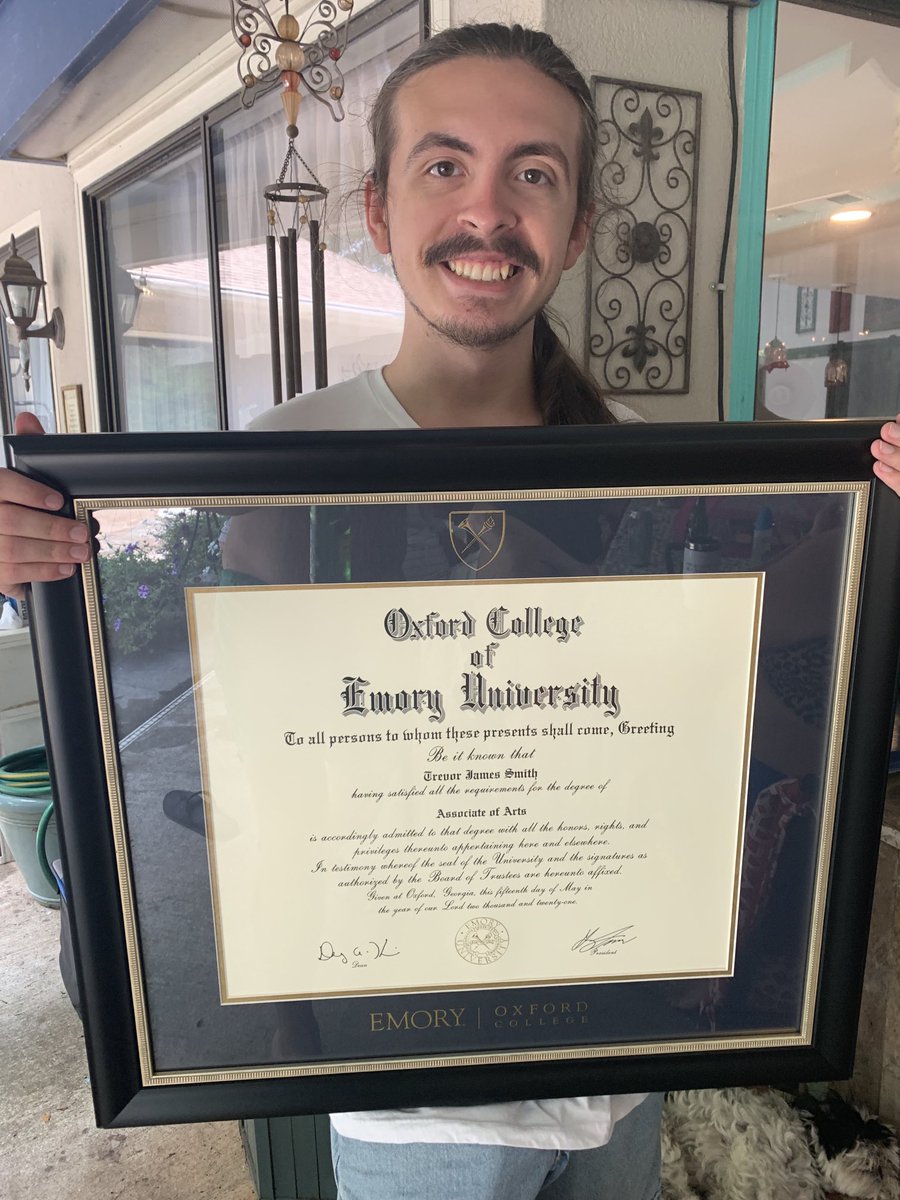 Oxford College
of
Emory University
To all persons to whom these presents shall come, Greeting
Be it known that
Trevor James Smith
having satisfied all the requirements for the degree of
Associate of Arts
is accordingly admitted to that degree with all the honors, rights, and
privileges thereunto appertaining here and elsewhere.
In testimony whereof the seal of the University and the signatures as
authorized by the Board of Trustees are hereunto affixed.
Given at Oxford, Georgia, this fifteenth day of May in
the year of our Lord two thousand and twenty-one.
EMORY
Dean
President
EMORY | OXFORD
COLLEGE